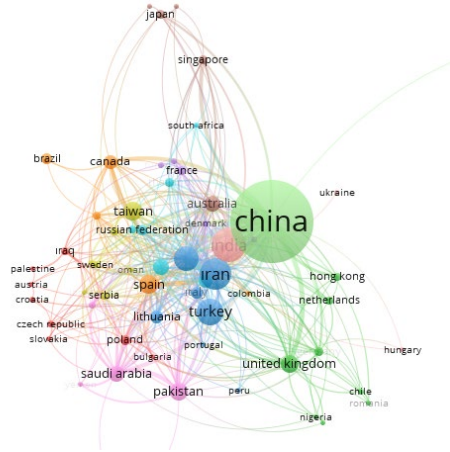 japan
singapore
south africa
brazil
canada
france
ukraine
australia
taiwan
denmark
china
russian federation
india
iraq
sweden
oman
palestine
iran
hong kong
austria
spain
serbia
italy
colombia
croatia
netherlands
lithuania
turkey
czech republic
slovakia
poland
portugal
bulgaria
hungary
united kingdom
saudi arabia
pakistan
peru
chile
romania
nigeria